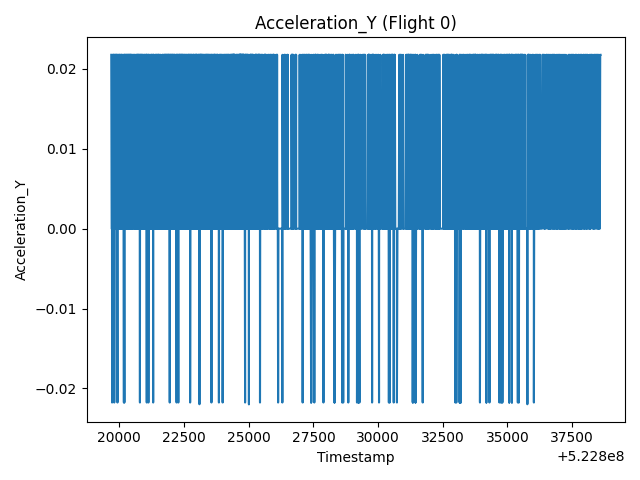 Acceleration_Y (Flight 0)
0.02
0.01
0.00
−0.01
−0.02
Acceleration_Y
20000 22500 25000 27500 30000 32500 35000 37500
Timestamp
+5.228e8